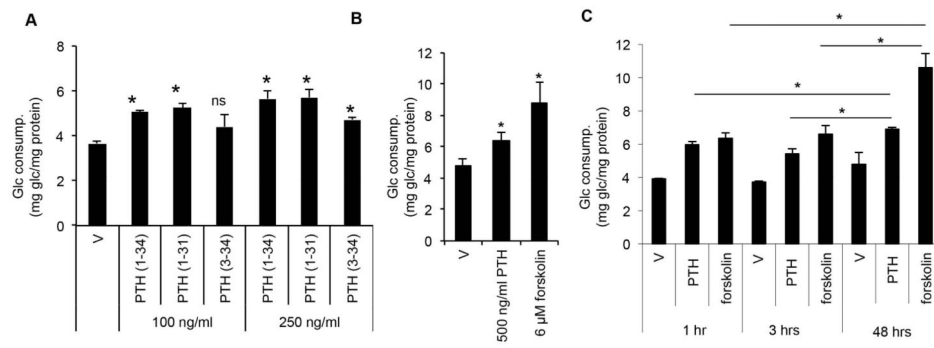 A
Glc consump.
(mg glc/mg protein)
8
6
4
2
0
*
*
ns
*
*
*
V
PTH (1-34)
PTH (1-31)
PTH (3-34)
PTH (1-34)
PTH (1-31)
PTH (3-34)
100 ng/ml
250 ng/ml
B
Glc consump.
(mg glc/mg protein)
12
10
8
6
4
2
0
*
*
V
500 ng/ml PTH
6 µM forskolin
C
Glc consump.
(mg glc/mg protein)
12
10
8
6
4
2
0
*
*
*
*
V
PTH
forskolin
V
PTH
forskolin
V
PTH
forskolin
1 hr
3 hrs
48 hrs